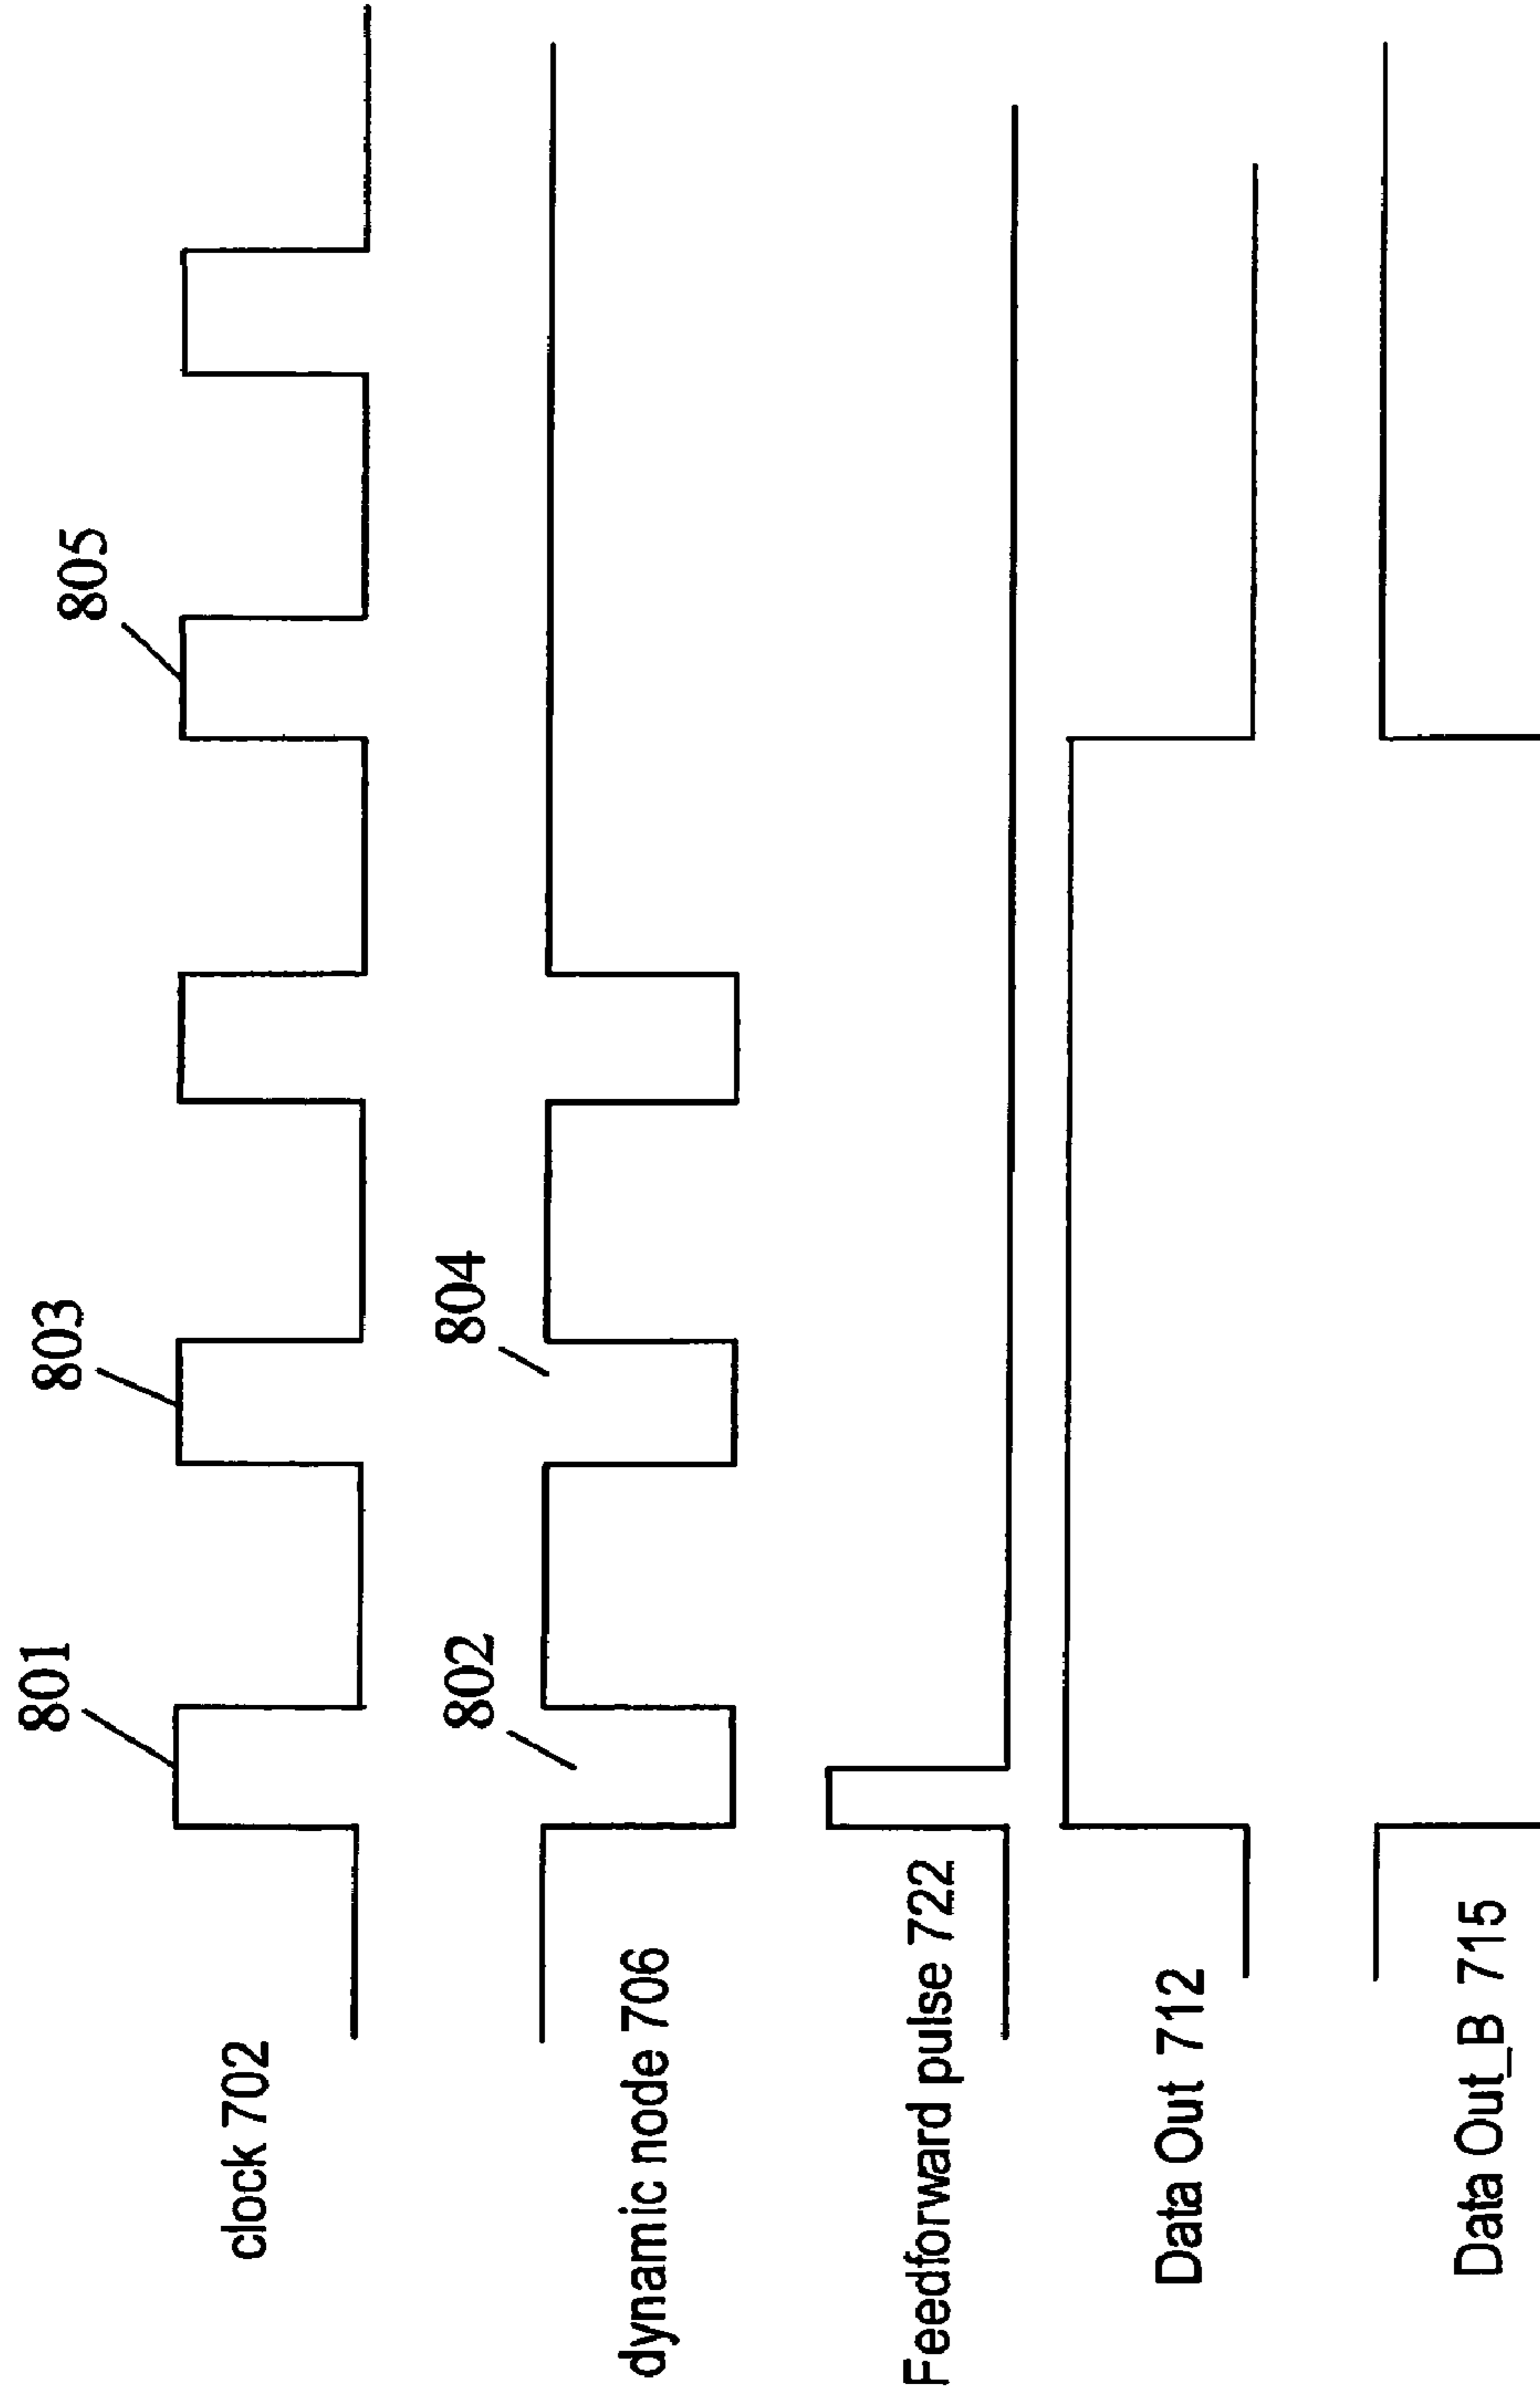 801
803
805
clock 702
802
804
dynamic node 706
Feedforward pulse 722
Data Out 712
Data Out_B 715